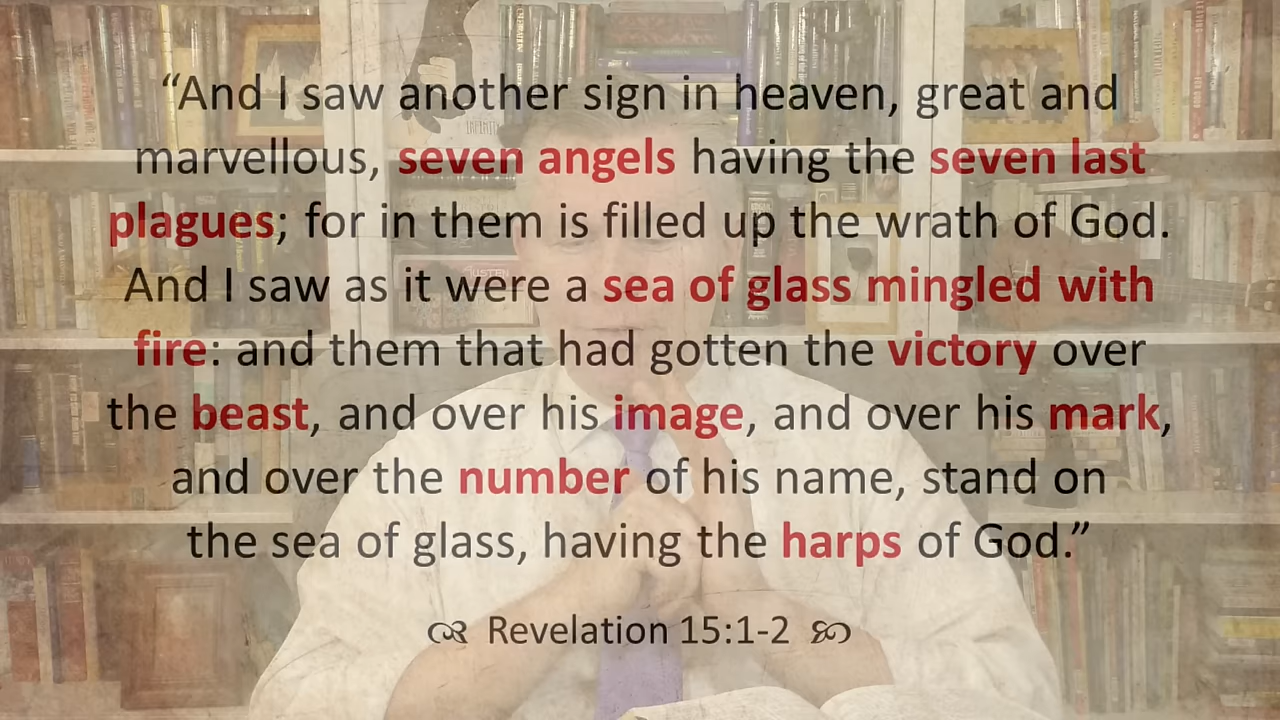 “And I saw another sign in heaven, great and
marvellous, seven angels having the seven last
plagues; for in them is filled up the wrath of God.
And I saw as it were a sea of glass mingled with
fire: and them that had gotten the victory over
the beast, and over his image, and over his mark,
and over the number of his name, stand on
the sea of glass, having the harps of God.”
Revelation 15:1-2